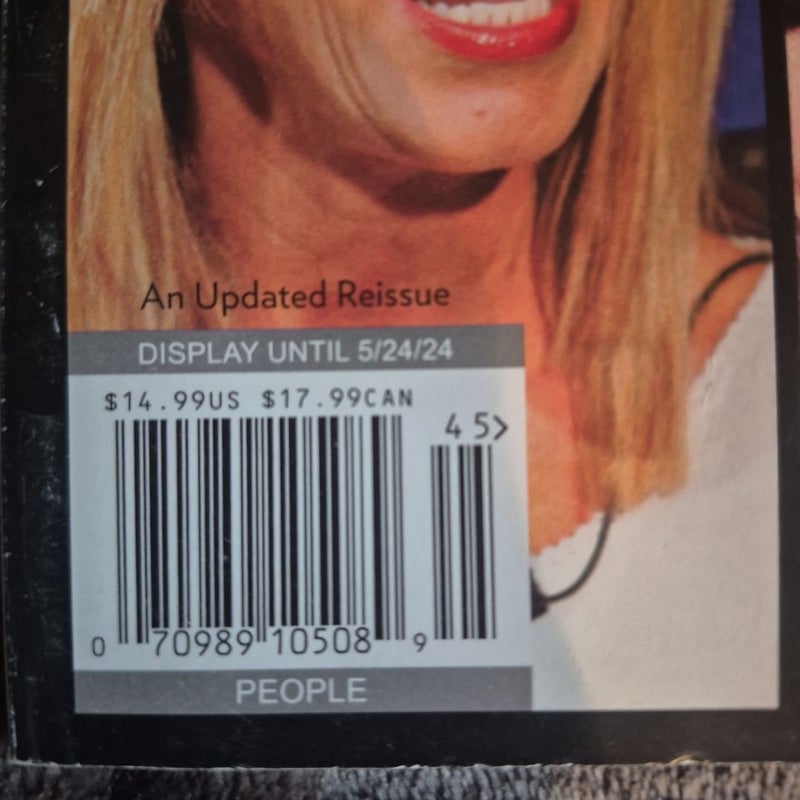 An Updated Reissue
DISPLAY UNTIL 5/24/24
$14.99US $17.99CAN
45>
0 70989 10508 9
PEOPLE